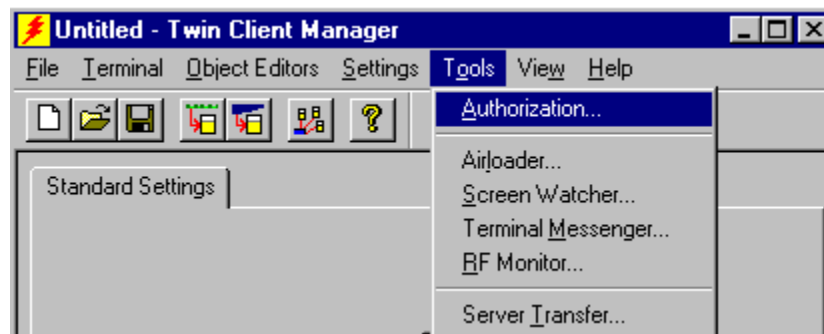 Untitled - Twin Client Manager
File Terminal Object Editors Settings Tools View Help
Authorization...
Airloader...
Screen Watcher...
Terminal Messenger...
RF Monitor...
Server Transfer...
Standard Settings